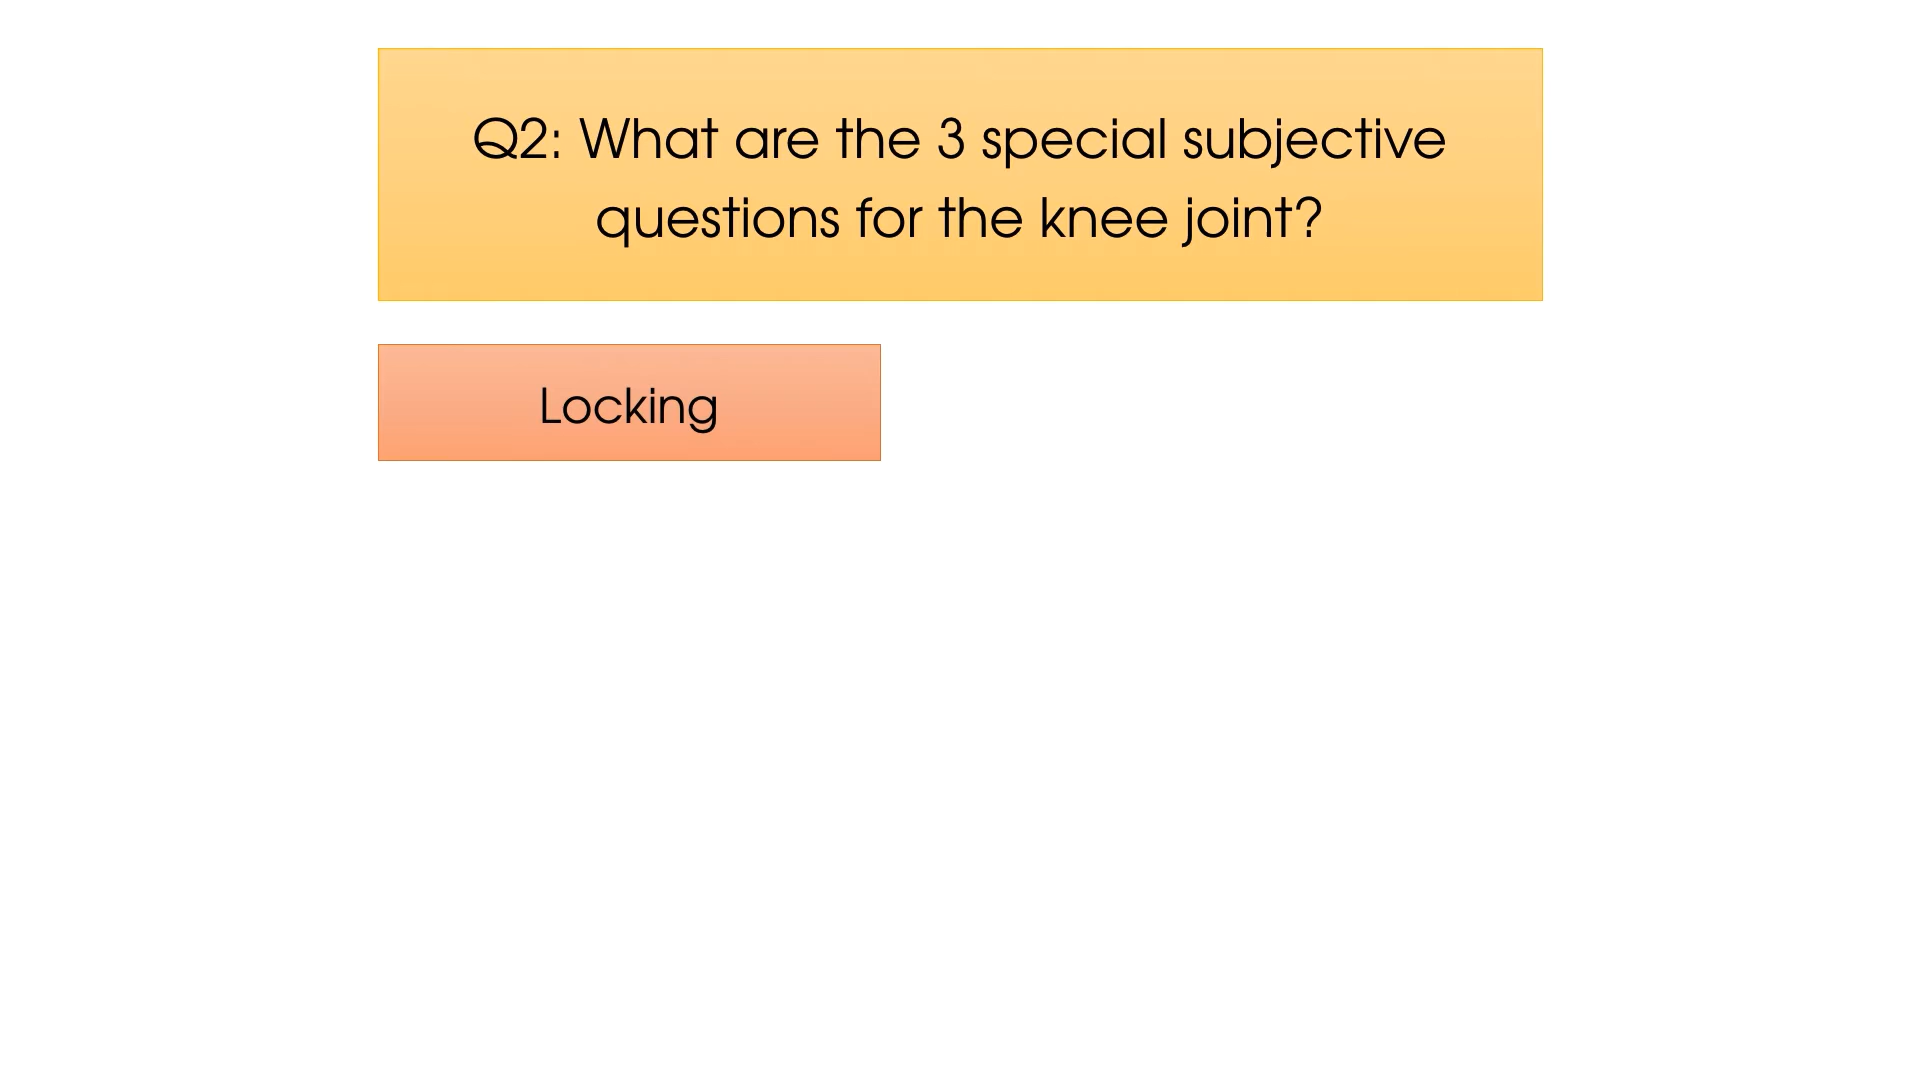 Q2: What are the 3 special subjective
questions for the knee joint?
Locking